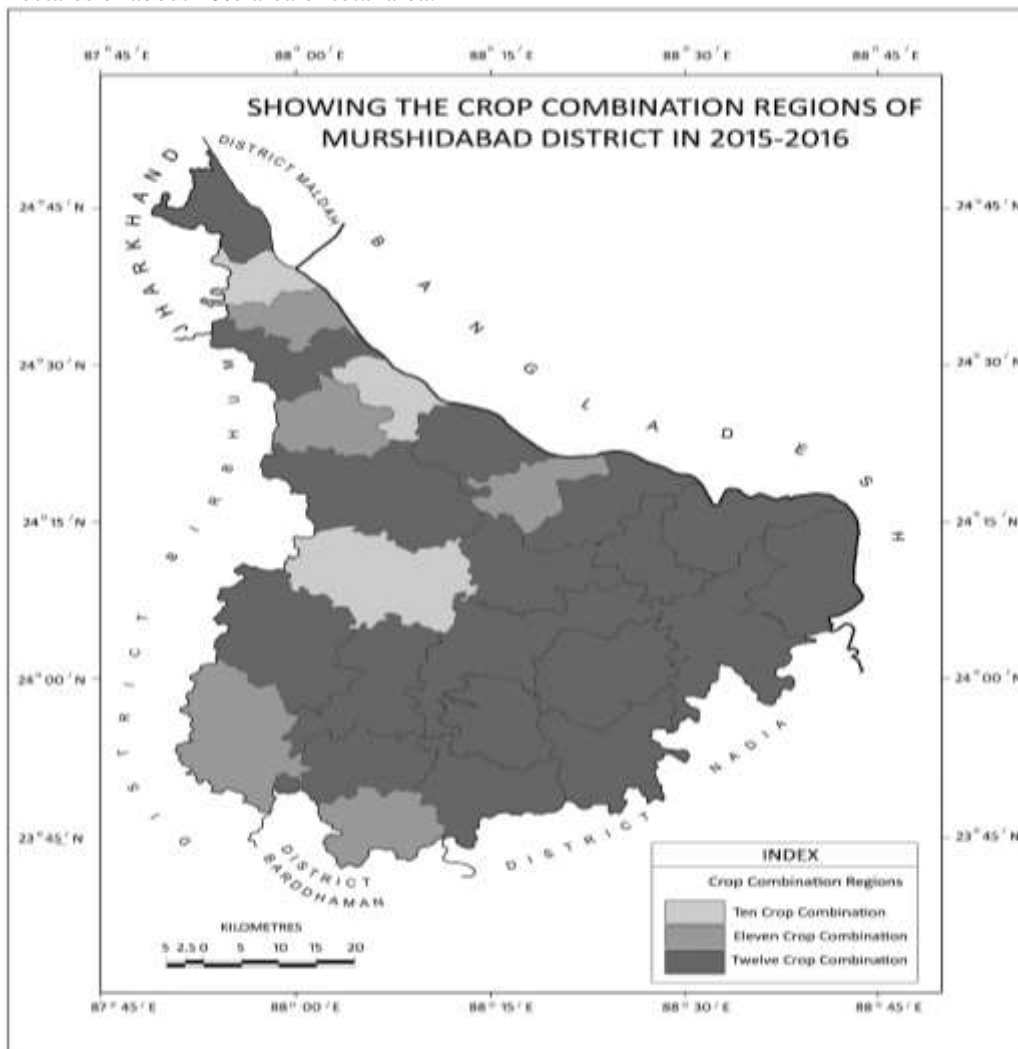 87°45′E 88°00′E 88°15′E 88°30′E 88°45′E
SHOWING THE CROP COMBINATION REGIONS OF
MURSHIDABAD DISTRICT IN 2015-2016
DISTRICT MALDAH
JHARKHAND
BANGLADESH
24°45′N 24°45′N
24°30′N 24°30′N
24°15′N 24°15′N
24°00′N 24°00′N
23°45′N 23°45′N
DISTRICT BIRBHUM
DISTRICT NADIA
DISTRICT
BARDDHAMAN
KILOMETRES
5 2.5 0 5 10 15 20
INDEX
Crop Combination Regions
Ten Crop Combination
Eleven Crop Combination
Twelve Crop Combination
87°45′E 88°00′E 88°15′E 88°30′E 88°45′E